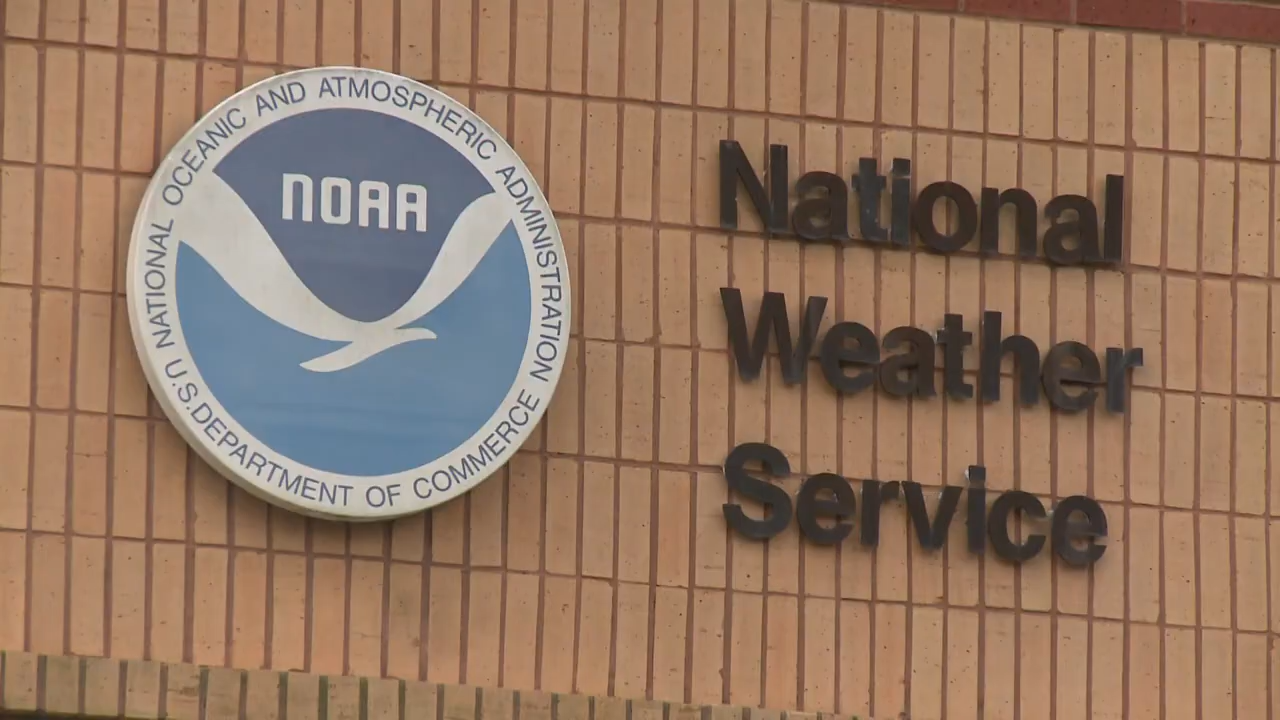 NATIONAL OCEANIC AND ATMOSPHERIC ADMINISTRATION
NOAA
U.S. DEPARTMENT OF COMMERCE
National
Weather
Service